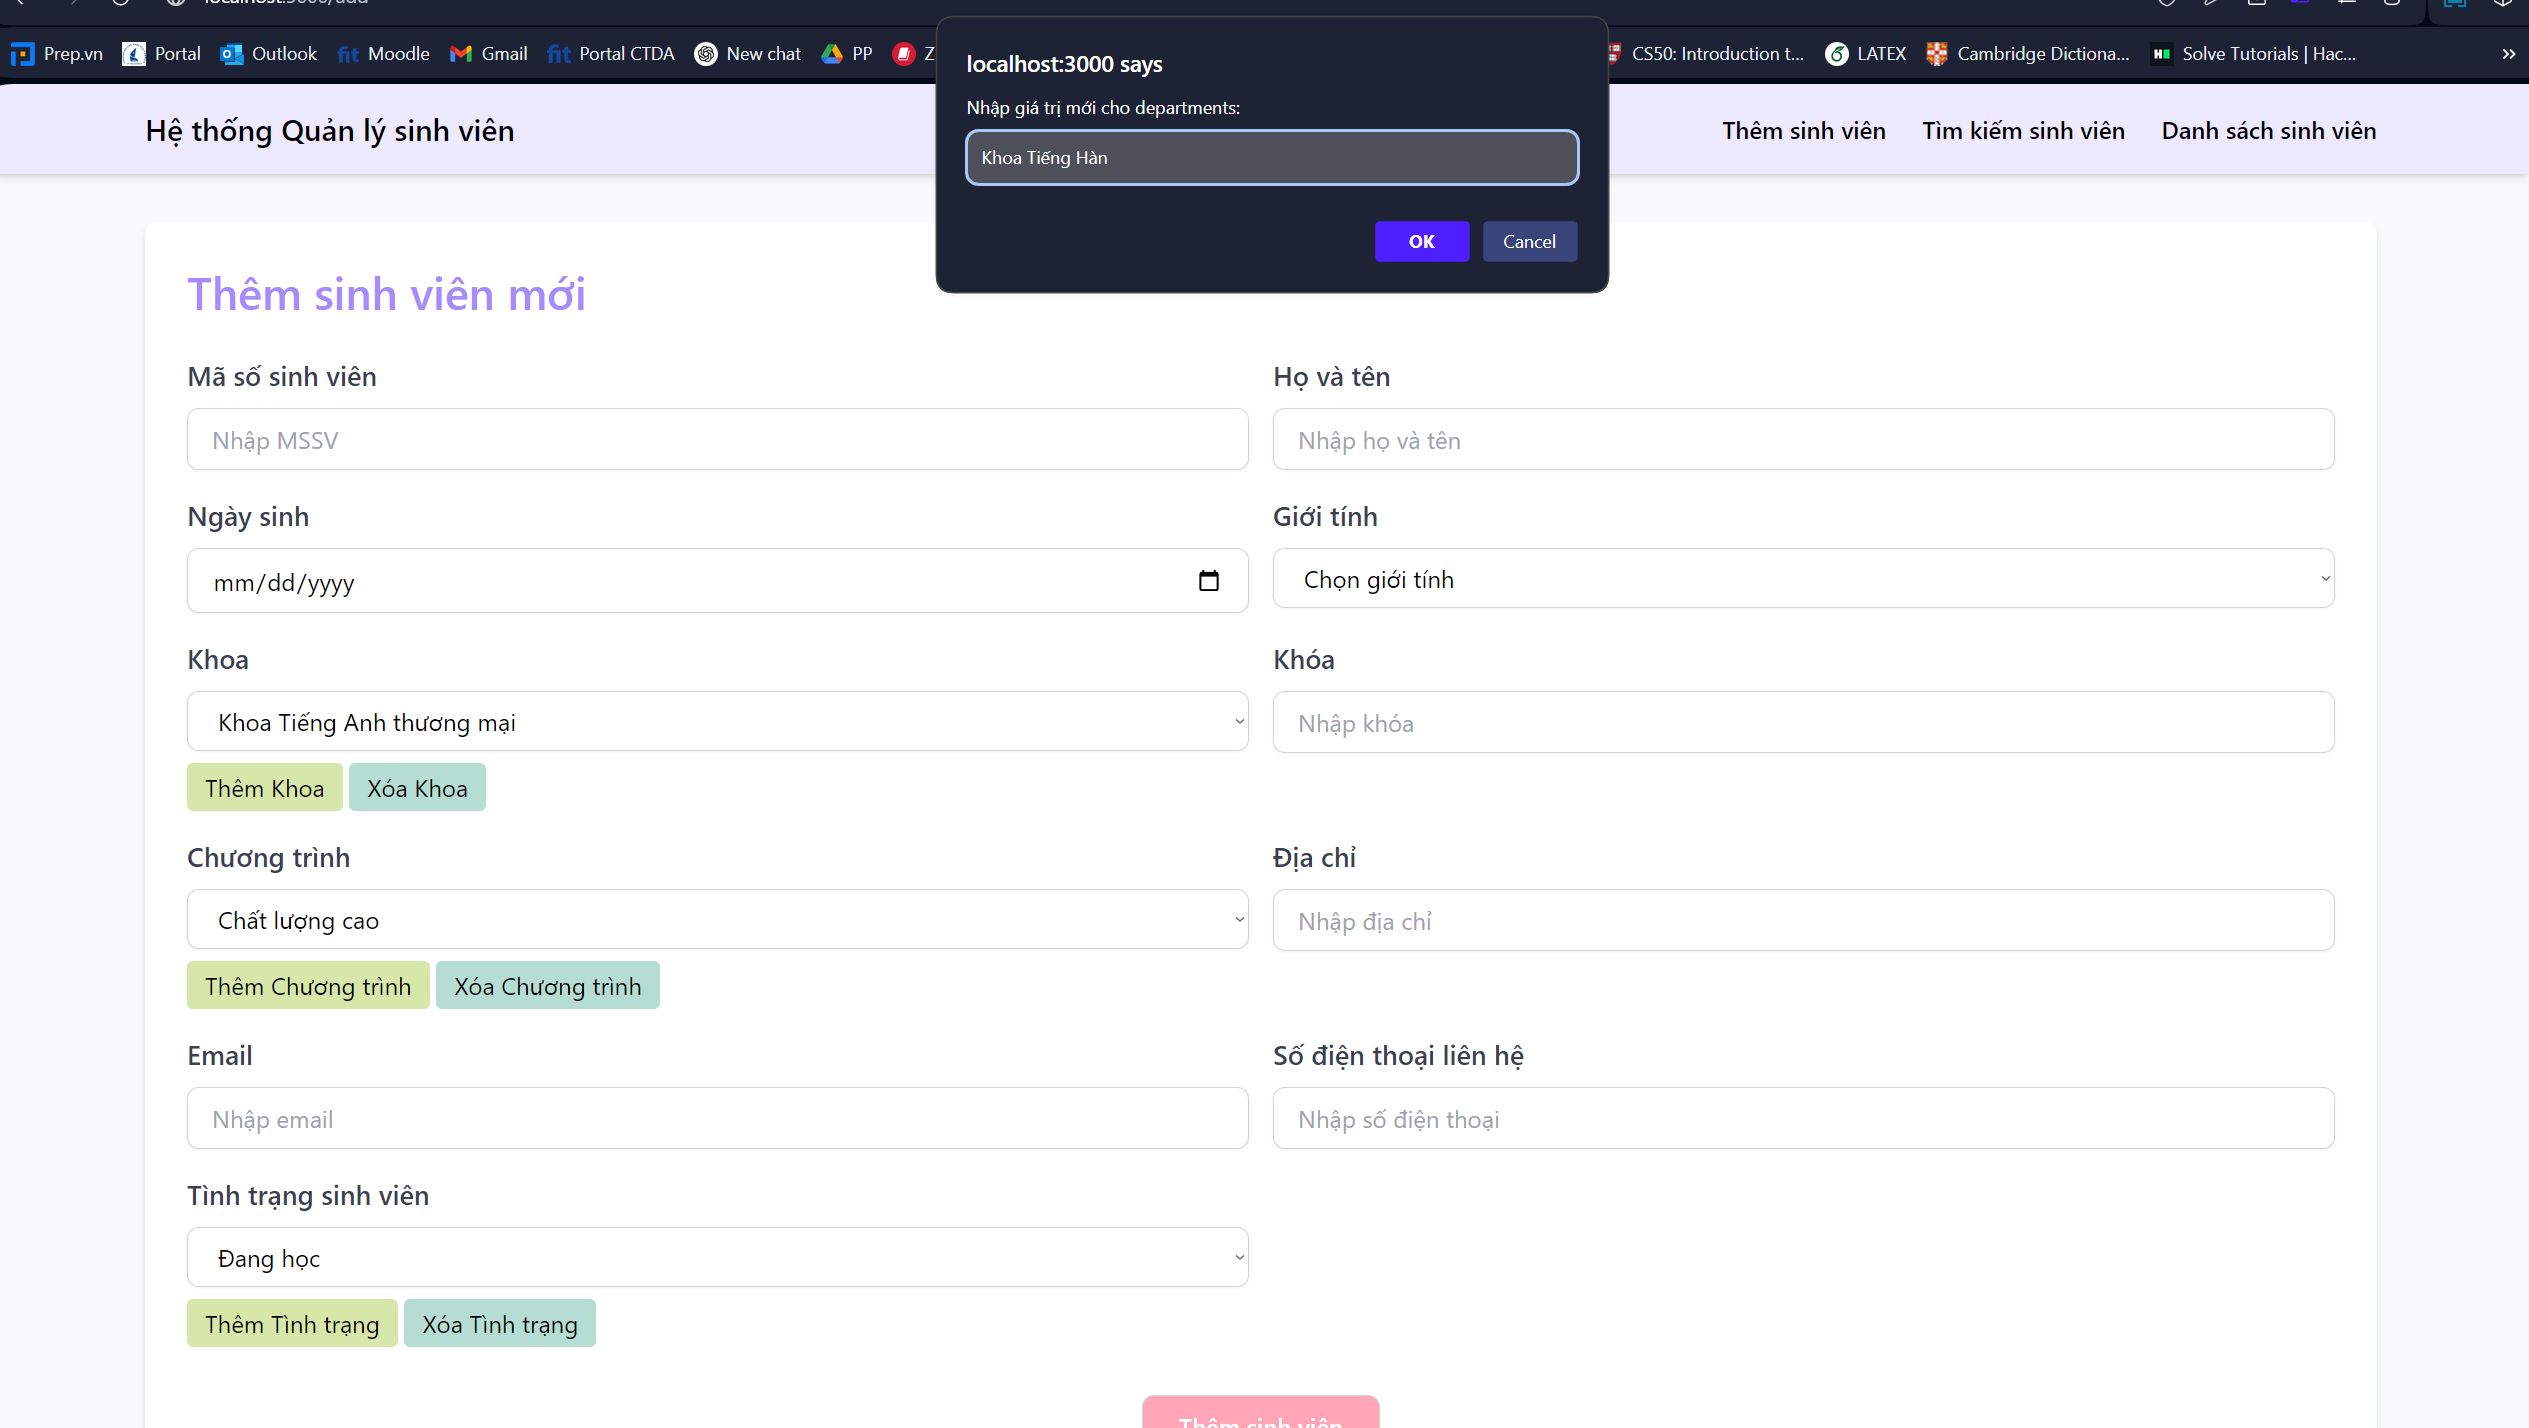 localhost:3000/add
Prep.vn Portal Outlook fit Moodle Gmail fit Portal CTDA New chat PP Z CS50: Introduction t... LATEX Cambridge Dictiona... Solve Tutorials | Hac... »
localhost:3000 says
Nhập giá trị mới cho departments:
Khoa Tiếng Hàn
OK Cancel
Hệ thống Quản lý sinh viên Thêm sinh viên Tìm kiếm sinh viên Danh sách sinh viên
Thêm sinh viên mới
Mã số sinh viên Họ và tên
Nhập MSSV Nhập họ và tên
Ngày sinh Giới tính
mm/dd/yyyy Chọn giới tính
Khoa Khóa
Khoa Tiếng Anh thương mại Nhập khóa
Thêm Khoa Xóa Khoa
Chương trình Địa chỉ
Chất lượng cao Nhập địa chỉ
Thêm Chương trình Xóa Chương trình
Email Số điện thoại liên hệ
Nhập email Nhập số điện thoại
Tình trạng sinh viên
Đang học
Thêm Tình trạng Xóa Tình trạng
Thêm sinh viên